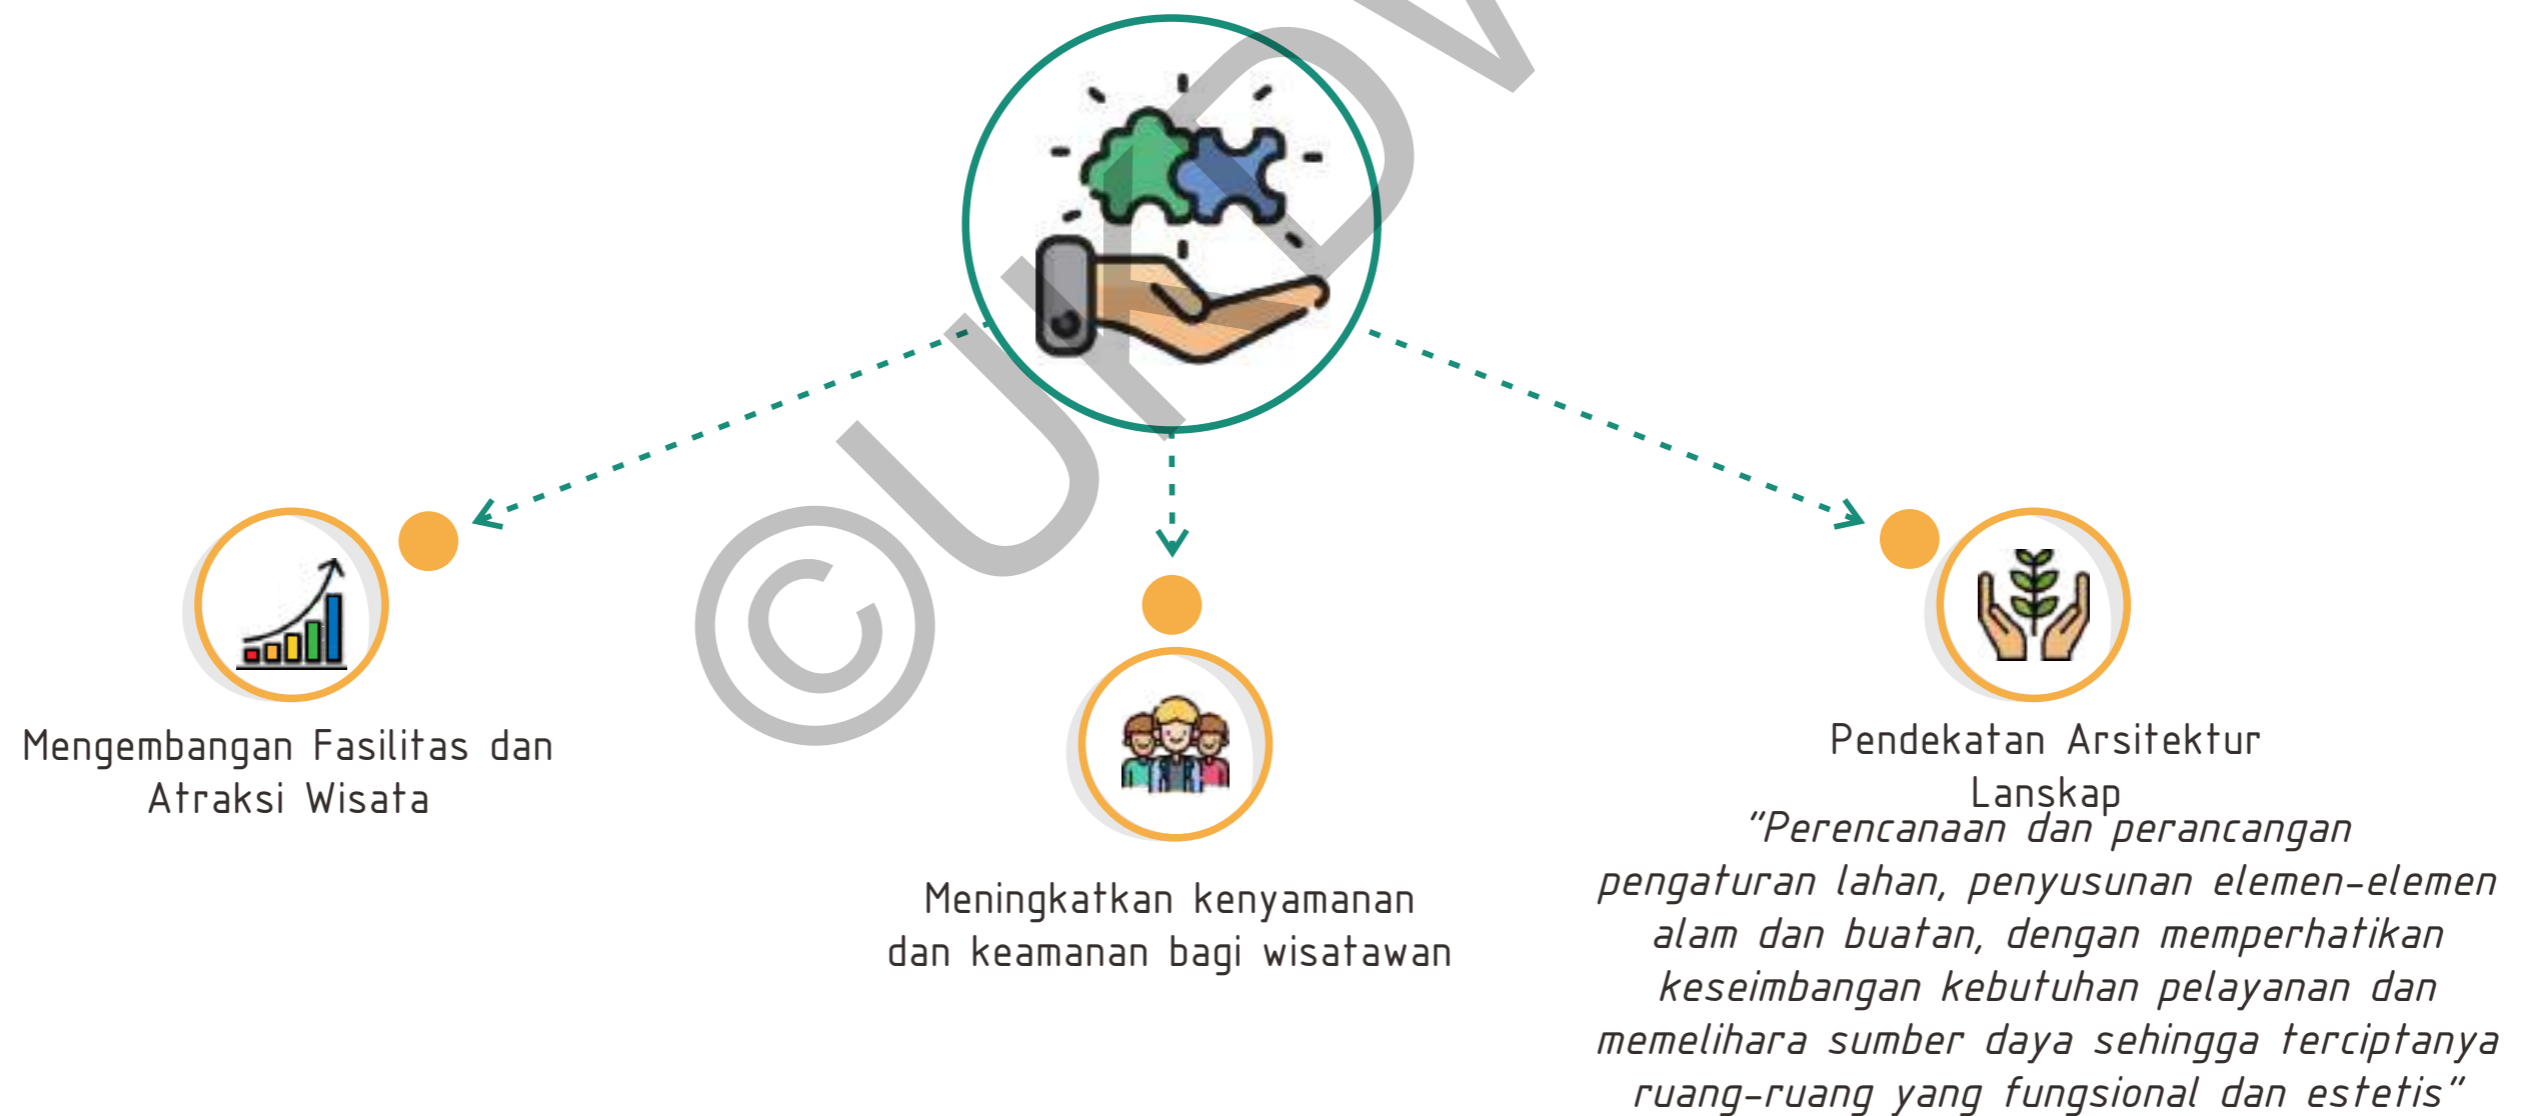 ©UKDW
Mengembangan Fasilitas dan
Atraksi Wisata
Meningkatkan kenyamanan
dan keamanan bagi wisatawan
Pendekatan Arsitektur
Lanskap
"Perencanaan dan perancangan
pengaturan lahan, penyusunan elemen-elemen
alam dan buatan, dengan memperhatikan
keseimbangan kebutuhan pelayanan dan
memelihara sumber daya sehingga terciptanya
ruang-ruang yang fungsional dan estetis"